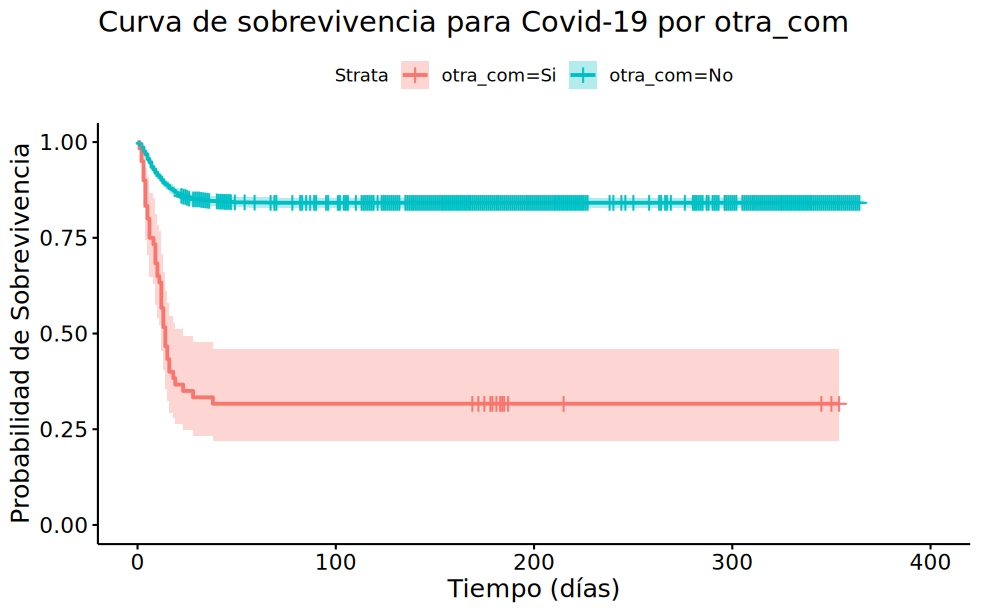 Curva de sobrevivencia para Covid-19 por otra_com
Strata otra_com=Si otra_com=No
Probabilidad de Sobrevivencia
1.00
0.75
0.50
0.25
0.00
0 100 200 300 400
Tiempo (días)